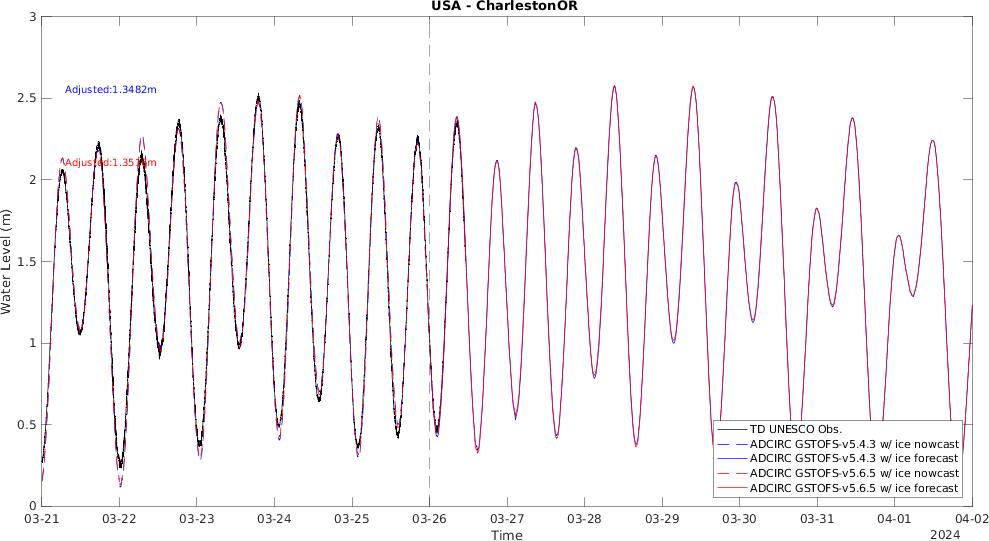 USA - CharlestonOR
3
2.5
2
1.5
1
0.5
0
Water Level (m)
Adjusted:1.3482m
TD UNESCO Obs.
ADCIRC GSTOFS-v5.4.3 w/ ice nowcast
ADCIRC GSTOFS-v5.4.3 w/ ice forecast
ADCIRC GSTOFS-v5.6.5 w/ ice nowcast
ADCIRC GSTOFS-v5.6.5 w/ ice forecast
03-21 03-22 03-23 03-24 03-25 03-26 03-27 03-28 03-29 03-30 03-31 04-01 04-02
Time
2024